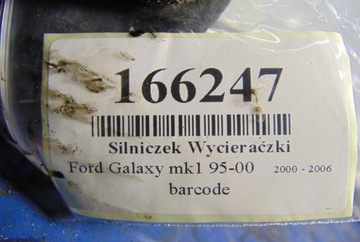 166247
Silniczek Wycieraczki
Ford Galaxy mk1 95-00 2000 - 2006
barcode